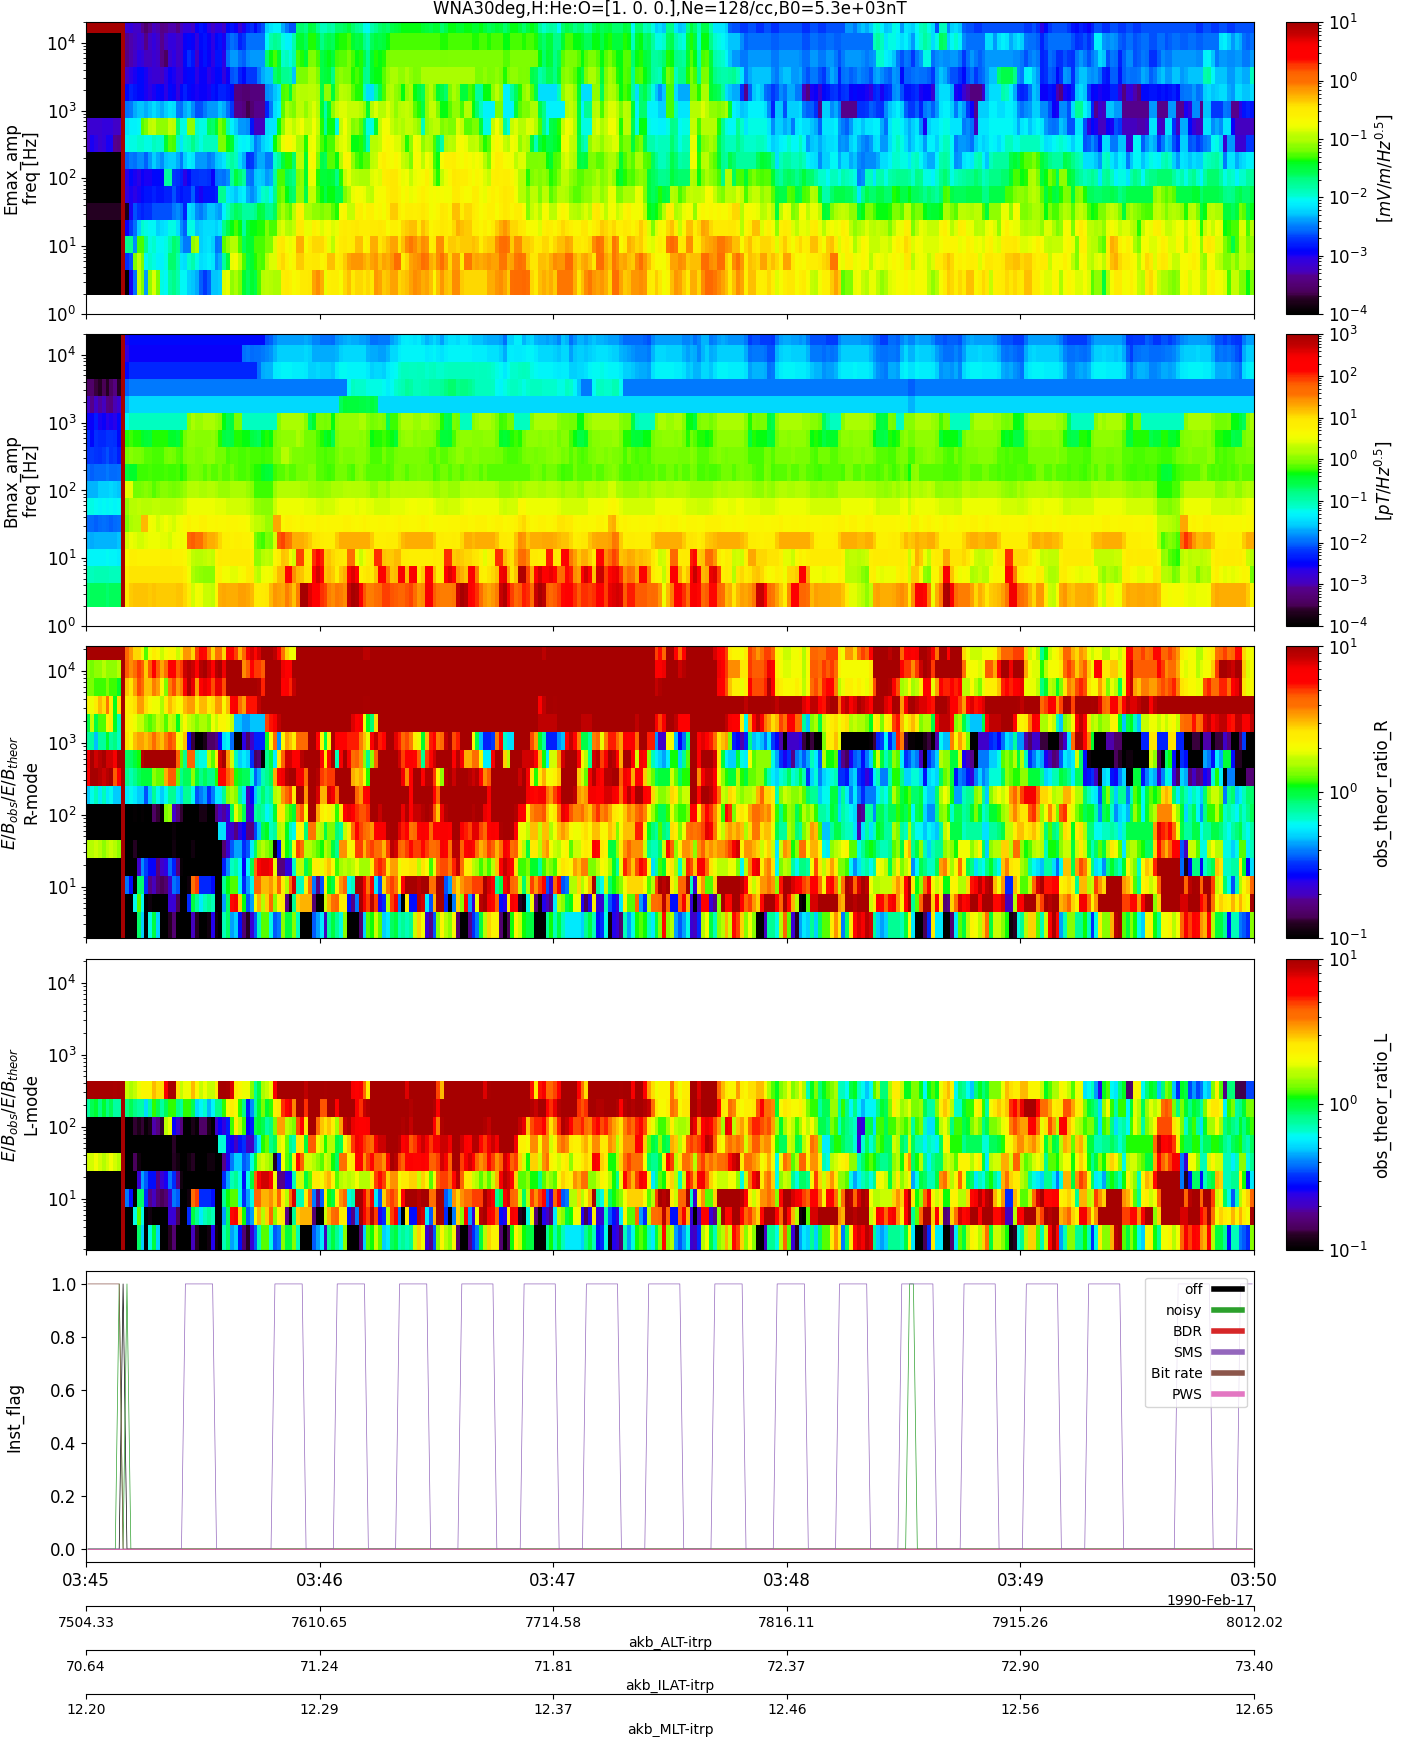 WNA30deg,H:He:O=[1. 0. 0.],Ne=128/cc,B0=5.3e+03nT
Emax_amp
freq [Hz]
10^4
10^3
10^2
10^1
10^0
10^1
10^0
10^-1
10^-2
10^-3
10^-4
[mV/m/Hz^0.5]
Bmax_amp
freq [Hz]
10^4
10^3
10^2
10^1
10^0
10^3
10^2
10^1
10^0
10^-1
10^-2
10^-3
10^-4
[pT/Hz^0.5]
E/B_obs/E/B_theor
R-mode
10^4
10^3
10^2
10^1
10^1
10^0
10^-1
obs_theor_ratio_R
E/B_obs/E/B_theor
L-mode
10^4
10^3
10^2
10^1
10^1
10^0
10^-1
obs_theor_ratio_L
Inst_flag
1.0
0.8
0.6
0.4
0.2
0.0
off
noisy
BDR
SMS
Bit rate
PWS
03:45 03:46 03:47 03:48 03:49 03:50
1990-Feb-17
7504.33 7610.65 7714.58 7816.11 7915.26 8012.02
akb_ALT-itrp
70.64 71.24 71.81 72.37 72.90 73.40
akb_ILAT-itrp
12.20 12.29 12.37 12.46 12.56 12.65
akb_MLT-itrp